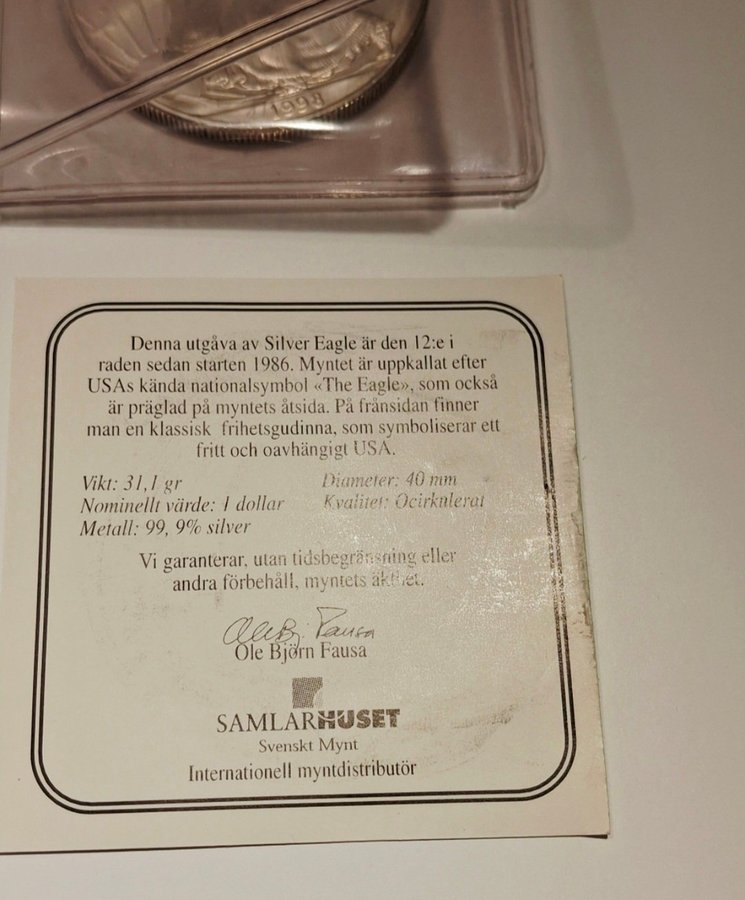 Denna utgåva av Silver Eagle är den 12:e i
raden sedan starten 1986. Myntet är uppkallat efter
USAs kända nationalsymbol «The Eagle», som också
är präglad på myntets åtsida. På frånsidan finner
man en klassisk frihetsgudinna, som symboliserar ett
fritt och oavhängigt USA.
Vikt: 31,1 gr
Nominellt värde: 1 dollar
Metall: 99, 9% silver
Diameter: 40 mm
Kvalitet: Ocirkulerat
Vi garanterar, utan tidsbegränsning eller
andra förbehåll, myntets äkthet.
Ole Bj. Fausa
Ole Björn Fausa
SAMLARHUSET
Svenskt Mynt
Internationell myntdistributör